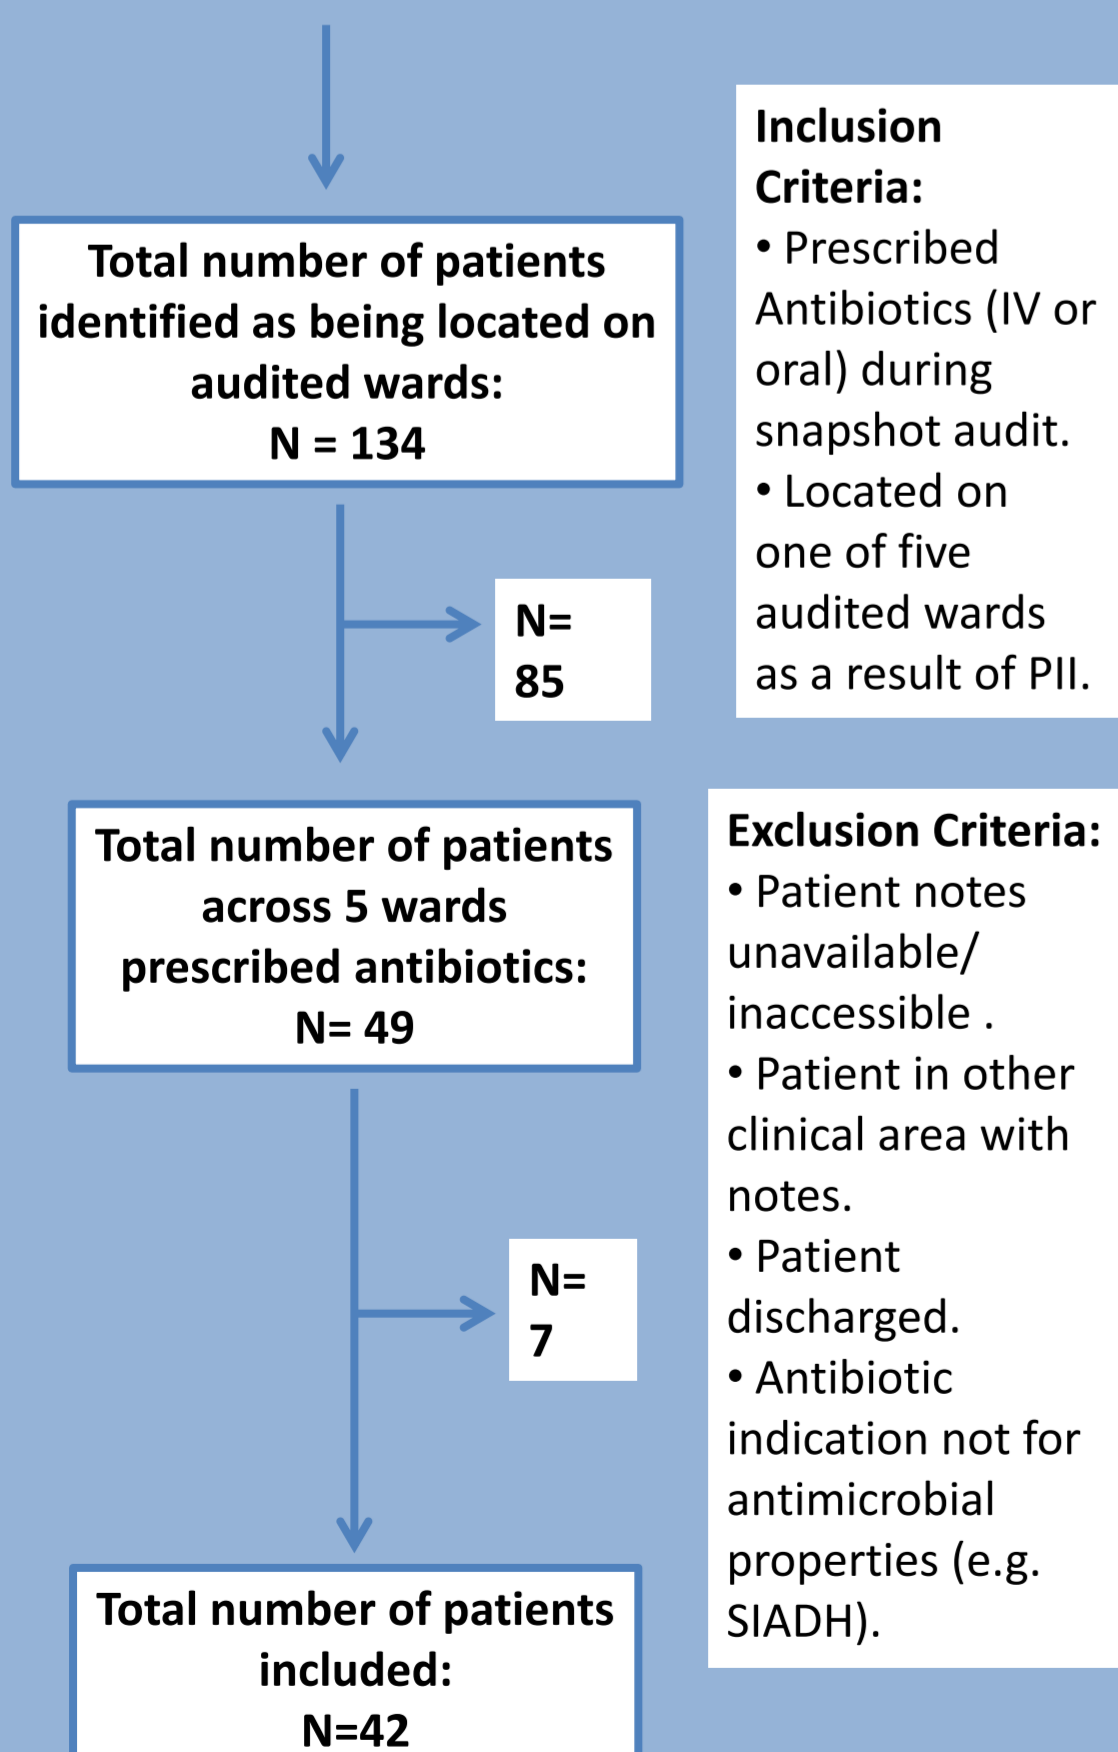 Total number of patients
identified as being located on
audited wards:
N = 134
Inclusion
Criteria:
• Prescribed
Antibiotics (IV or
oral) during
snapshot audit.
• Located on
one of five
audited wards
as a result of PII.
N=
85
Total number of patients
across 5 wards
prescribed antibiotics:
N= 49
Exclusion Criteria:
• Patient notes
unavailable/
inaccessible .
• Patient in other
clinical area with
notes.
• Patient
discharged.
• Antibiotic
indication not for
antimicrobial
properties (e.g.
SIADH).
N=
7
Total number of patients
included:
N=42